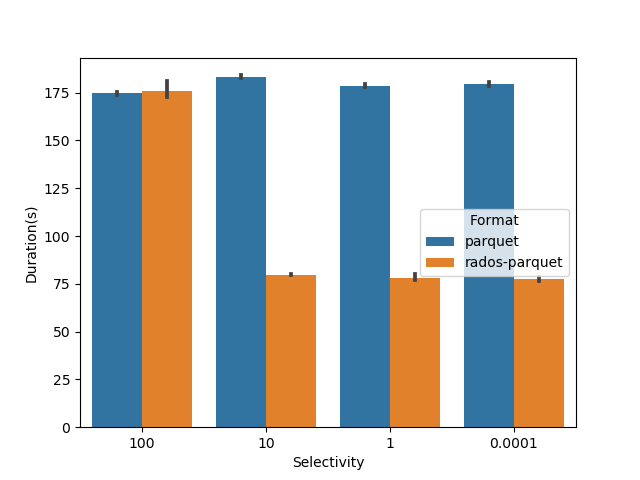 175
150
125
100
75
50
25
0
Duration(s)
Format
parquet
rados-parquet
100
10
1
0.0001
Selectivity